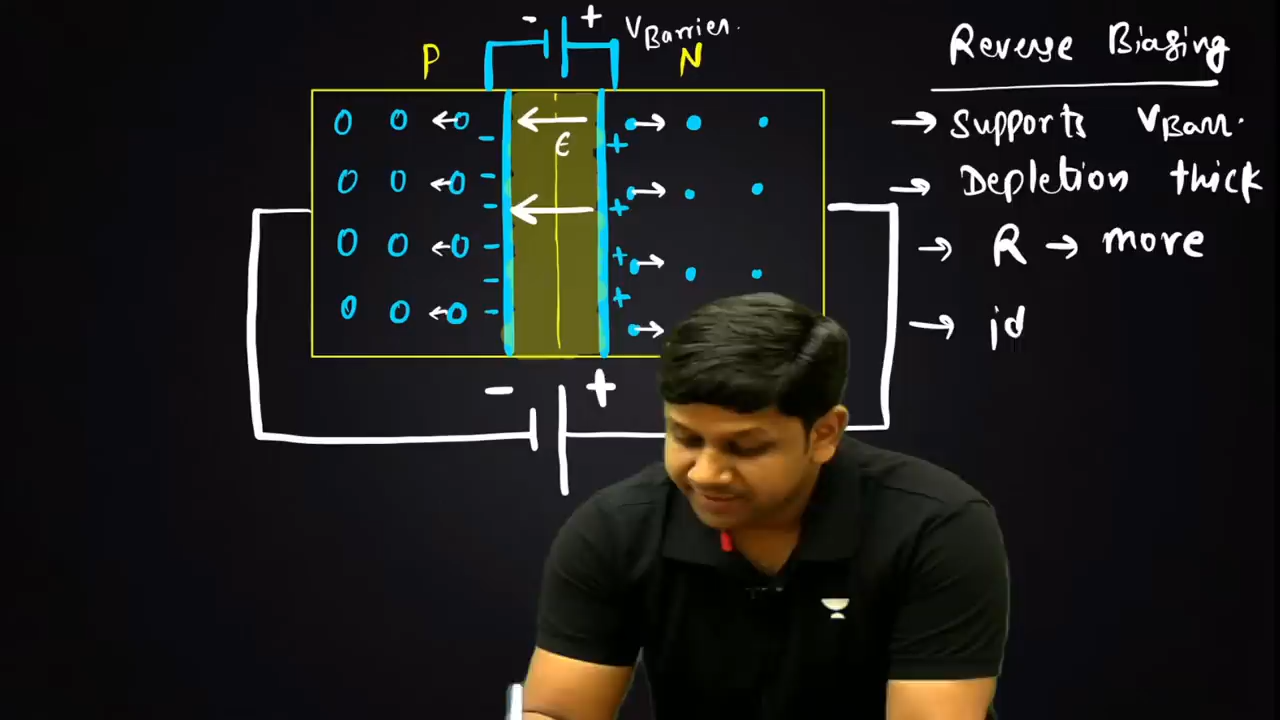 - + VBarrier.
P N
Reverse Biasing
→ Supports VBarr.
→ Depletion thick
→ R → more
→ id
E
- +
- +
- +
- +
- +
-
-
- +